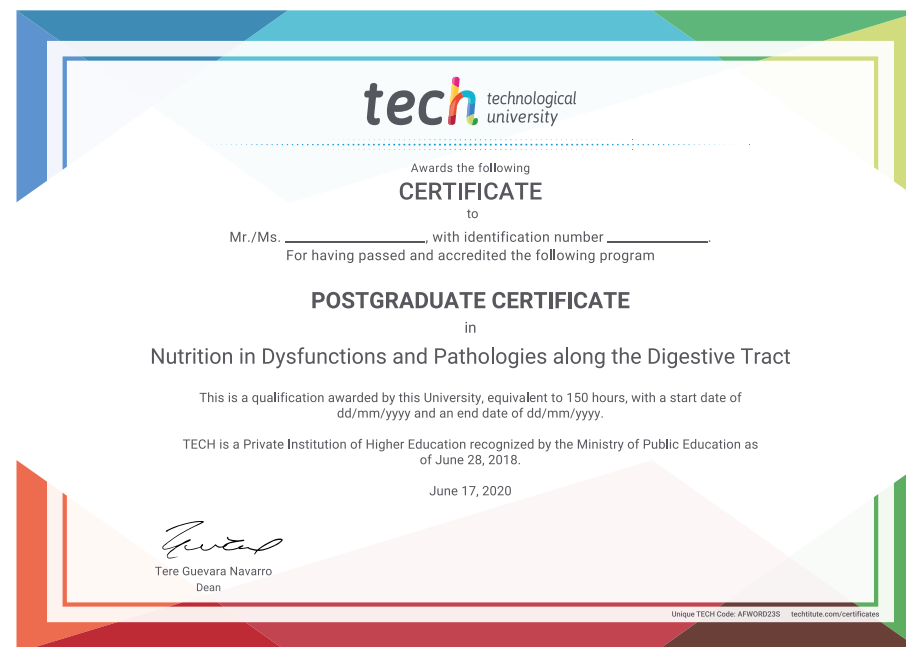 tech technological
university
Awards the following
CERTIFICATE
to
Mr./Ms. ____________________, with identification number ______________.
For having passed and accredited the following program
POSTGRADUATE CERTIFICATE
in
Nutrition in Dysfunctions and Pathologies along the Digestive Tract
This is a qualification awarded by this University, equivalent to 150 hours, with a start date of
dd/mm/yyyy and an end date of dd/mm/yyyy.
TECH is a Private Institution of Higher Education recognized by the Ministry of Public Education as
of June 28, 2018.
June 17, 2020
Tere Guevara Navarro
Dean
Unique TECH Code: AFWORD23S techtitute.com/certificates